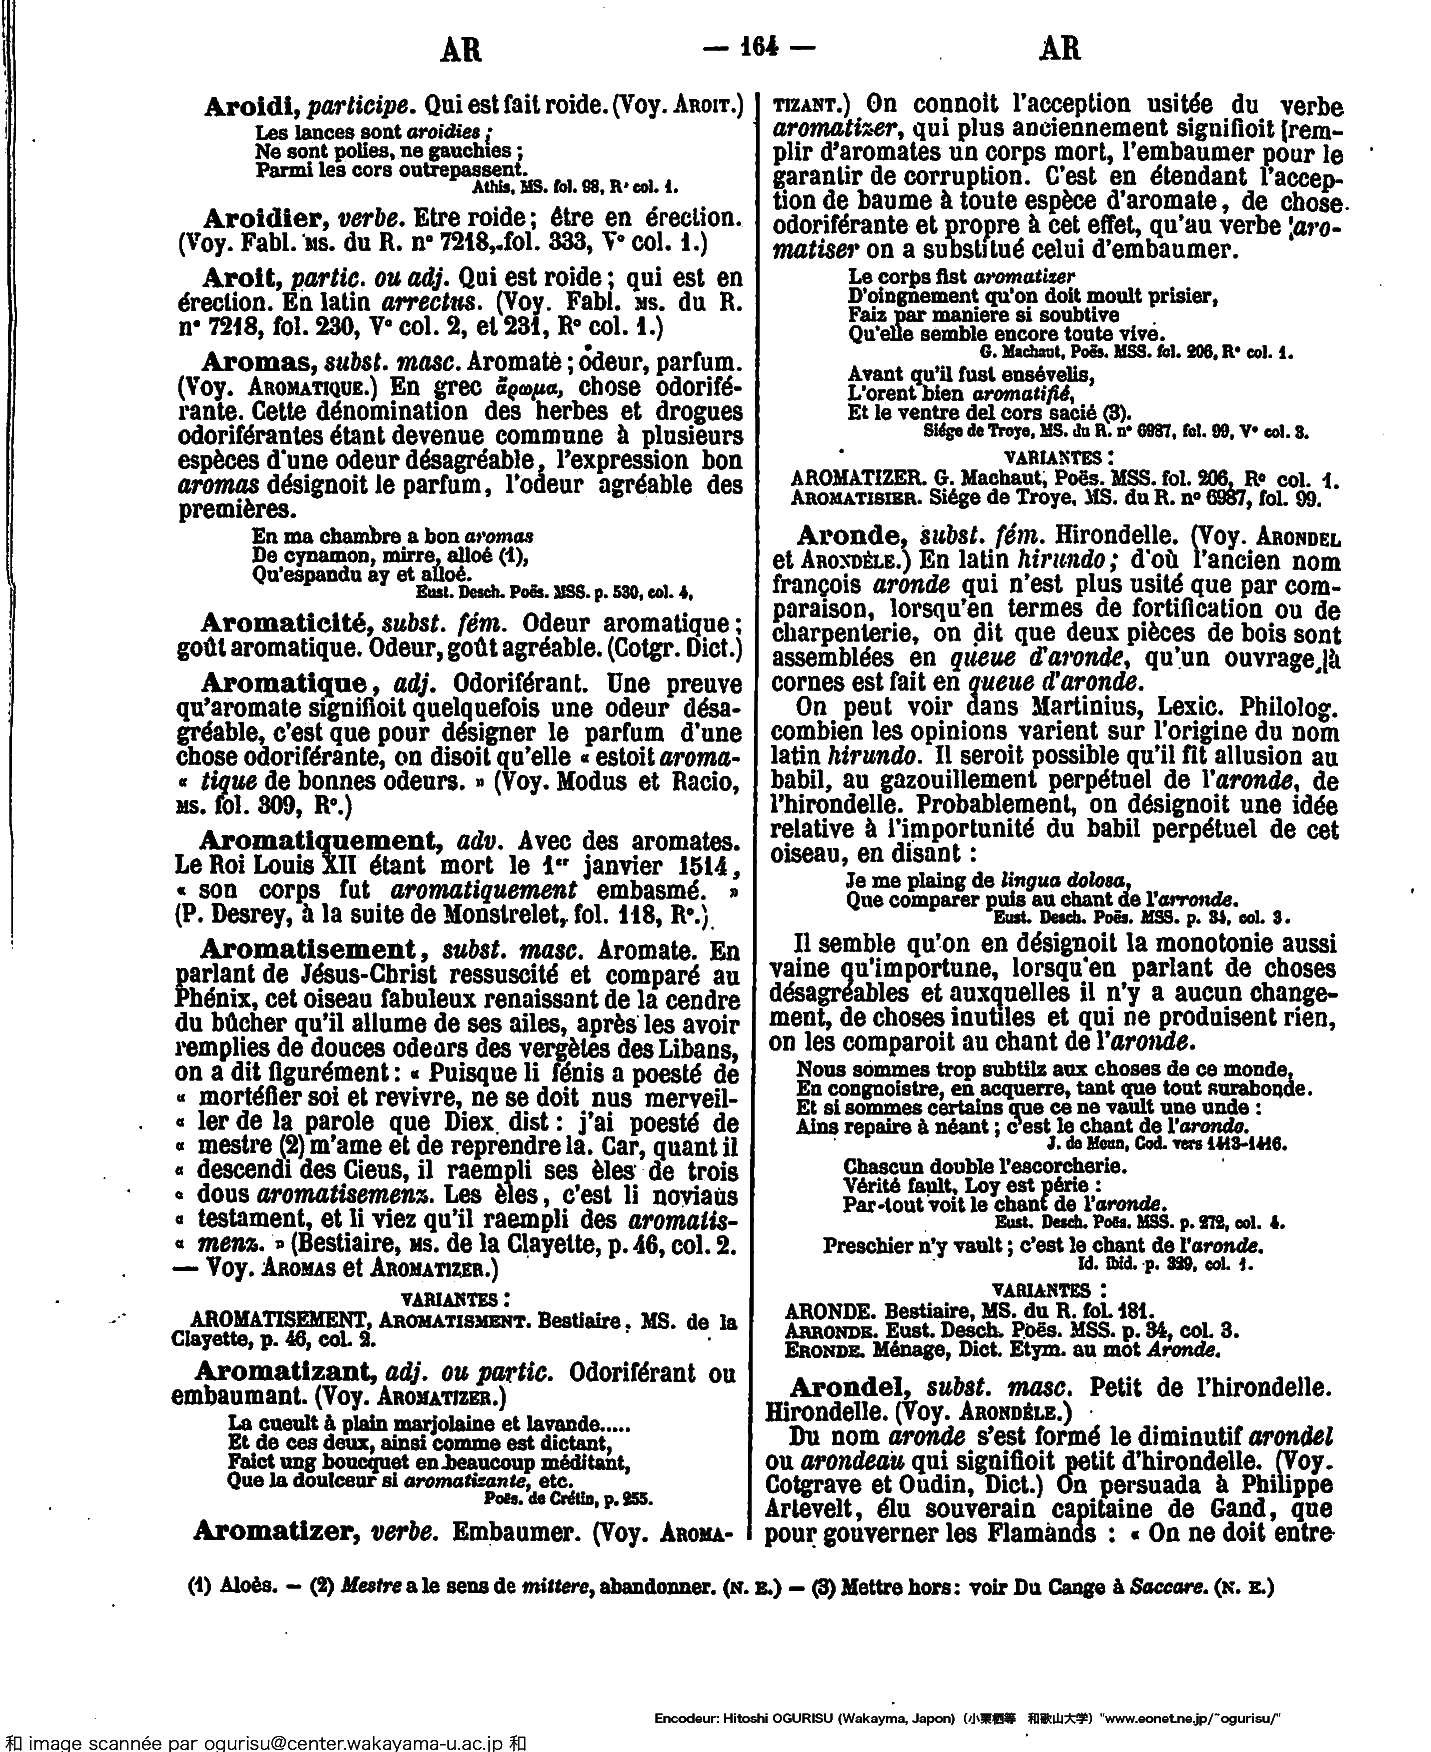 AR — 164 — AR
Aroidi, participe. Qui est fait roide. (Voy. AROIT.)
Les lances sont aroidies ;
Ne sont polies, ne gauchies ;
Parmi les cors outrepassent.
Athis, MS. fol. 98, R° col. 1.
Aroidier, verbe. Etre roide ; être en érection.
(Voy. Fabl. MS. du R. n° 7218, fol. 333, V° col. 1.)
Aroit, partic. ou adj. Qui est roide ; qui est en
érection. En latin arrectus. (Voy. Fabl. MS. du R.
n° 7218, fol. 230, V° col. 2, et 231, R° col. 1.)
Aromas, subst. masc. Aromate ; odeur, parfum.
(Voy. AROMATIQUE.) En grec ἄρωμα, chose odorifé-
rante. Cette dénomination des herbes et drogues
odoriférantes étant devenue commune à plusieurs
espèces d'une odeur désagréable, l'expression bon
aromas désignoit le parfum, l'odeur agréable des
premières.
En ma chambre a bon aromas
De cynamon, mirre, alloé (1),
Qu'espandu ay et alloé.
Eust. Desch. Poës. MSS. p. 530, col. 4,
Aromaticité, subst. fém. Odeur aromatique ;
goût aromatique. Odeur, goût agréable. (Cotgr. Dict.)
Aromatique, adj. Odoriférant. Une preuve
qu'aromate signifioit quelquefois une odeur désa-
gréable, c'est que pour désigner le parfum d'une
chose odoriférante, on disoit qu'elle « estoit aroma-
« tique de bonnes odeurs. » (Voy. Modus et Racio,
MS. fol. 309, R°.)
Aromatiquement, adv. Avec des aromates.
Le Roi Louis XII étant mort le 1er janvier 1514,
« son corps fut aromatiquement embasmé. »
(P. Desrey, à la suite de Monstrelet, fol. 118, R°.)
Aromatisement, subst. masc. Aromate. En
parlant de Jésus-Christ ressuscité et comparé au
Phénix, cet oiseau fabuleux renaissant de la cendre
du bûcher qu'il allume de ses ailes, après les avoir
remplies de douces odeurs des vergètes des Libans,
on a dit figurément : « Puisque li fénis a poesté de
« mortéfier soi et revivre, ne se doit nus merveil-
« ler de la parole que Diex dist : j'ai poesté de
« mestre (2) m'ame et de reprendre la. Car, quant il
« descendi des Cieus, il raempli ses èles de trois
« dous aromatisemenz. Les èles, c'est li noviaus
« testament, et li viez qu'il raempli des aromatis-
« menz. » (Bestiaire, MS. de la Clayette, p. 46, col. 2.
— Voy. AROMAS et AROMATIZER.)
VARIANTES :
AROMATISEMENT, AROMATISMENT. Bestiaire, MS. de la
Clayette, p. 46, col. 2.
Aromatizant, adj. ou partic. Odoriférant ou
embaumant. (Voy. AROMATIZER.)
La cueult à plain marjolaine et lavande.....
Et de ces deux, ainsi comme est dictant,
Faict ung boucquet en beaucoup méditant,
Que la doulceur si aromatizante, etc.
Poës. de Crétin, p. 255.
Aromatizer, verbe. Embaumer. (Voy. AROMA-
TIZANT.) On connoit l'acception usitée du verbe
aromatizer, qui plus anciennement signifioit [rem-
plir d'aromates un corps mort, l'embaumer pour le
garantir de corruption. C'est en étendant l'accep-
tion de baume à toute espèce d'aromate, de chose
odoriférante et propre à cet effet, qu'au verbe aro-
matiser on a substitué celui d'embaumer.
Le corps fist aromatizer
D'oingnement qu'on doit moult prisier,
Faiz par maniere si soubtive
Qu'elle semble encore toute vive.
G. Machaut, Poës. MSS. fol. 206, R° col. 1.
Avant qu'il fust ensévelis,
L'orent bien aromatifié,
Et le ventre del cors sacié (3).
Siége de Troye, MS. du R. n° 6987, fol. 99, V° col. 3.
VARIANTES :
AROMATIZER. G. Machaut, Poës. MSS. fol. 206, R° col. 1.
AROMATISIER. Siége de Troye, MS. du R. n° 6987, fol. 99.
Aronde, subst. fém. Hirondelle. (Voy. ARONDEL
et ARONDÈLE.) En latin hirundo ; d'où l'ancien nom
françois aronde qui n'est plus usité que par com-
paraison, lorsqu'en termes de fortification ou de
charpenterie, on dit que deux pièces de bois sont
assemblées en queue d'aronde, qu'un ouvrage à
cornes est fait en queue d'aronde.
On peut voir dans Martinius, Lexic. Philolog.
combien les opinions varient sur l'origine du nom
latin hirundo. Il seroit possible qu'il fît allusion au
babil, au gazouillement perpétuel de l'aronde, de
l'hirondelle. Probablement, on désignoit une idée
relative à l'importunité du babil perpétuel de cet
oiseau, en disant :
Je me plaing de lingua dolosa,
Que comparer puis au chant de l'arronde.
Eust. Desch. Poës. MSS. p. 34, col. 3.
Il semble qu'on en désignoit la monotonie aussi
vaine qu'importune, lorsqu'en parlant de choses
désagréables et auxquelles il n'y a aucun change-
ment, de choses inutiles et qui ne produisent rien,
on les comparoit au chant de l'aronde.
Nous sommes trop subtilz aux choses de ce monde,
En congnoistre, en acquerre, tant que tout surabonde.
Et si sommes certains que ce ne vault une unde :
Ains repaire à néant ; c'est le chant de l'aronde.
J. de Meun, Cod. vers 1413-1416.
Chascun double l'escorcherie.
Vérité fault, Loy est périe :
Par-tout voit le chant de l'aronde.
Eust. Desch. Poës. MSS. p. 272, col. 4.
Preschier n'y vault ; c'est le chant de l'aronde.
Id. ibid. p. 329, col. 1.
VARIANTES :
ARONDE. Bestiaire, MS. du R. fol. 181.
ARRONDE. Eust. Desch. Poës. MSS. p. 34, col. 3.
ERONDE. Ménage, Dict. Etym. au mot Aronde.
Arondel, subst. masc. Petit de l'hirondelle.
Hirondelle. (Voy. ARONDÈLE.)
Du nom aronde s'est formé le diminutif arondel
ou arondeau qui signifioit petit d'hirondelle. (Voy.
Cotgrave et Oudin, Dict.) On persuada à Philippe
Artevelt, élu souverain capitaine de Gand, que
pour gouverner les Flamands : « On ne doit entre
(1) Aloès. — (2) Mestre a le sens de mittere, abandonner. (N. E.) — (3) Mettre hors : voir Du Cange à Saccare. (N. E.)
Encodeur: Hitoshi OGURISU (Wakayma, Japon) (小栗栖等 和歌山大学) "www.eonet.ne.jp/~ogurisu/"
和 image scannée par ogurisu@center.wakayama-u.ac.jp 和